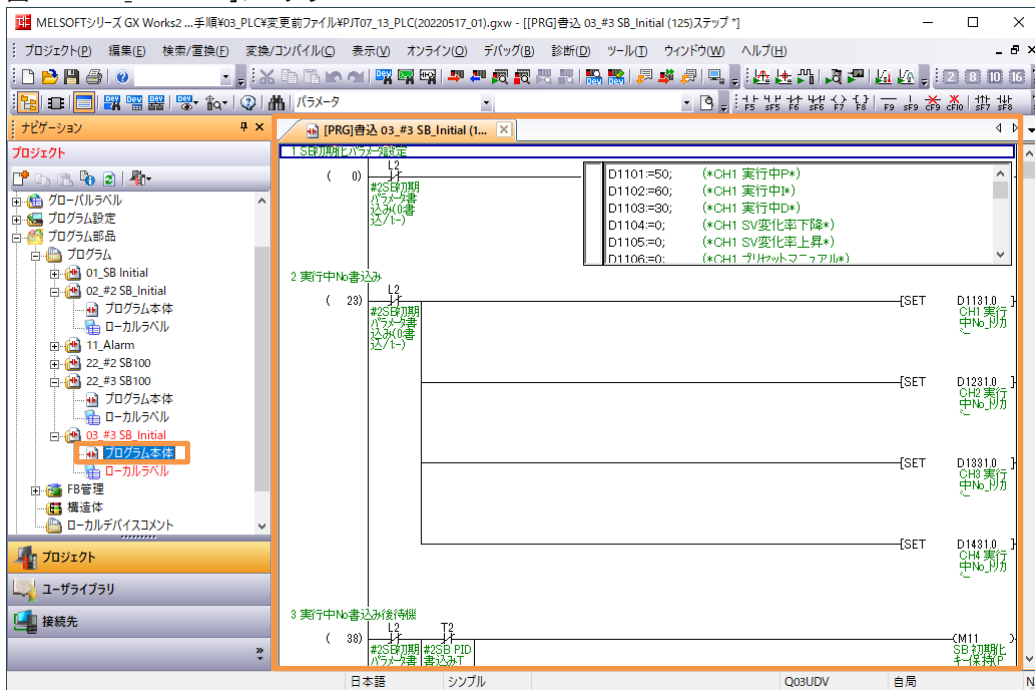 MELSOFTシリーズ GX Works2 ...手順¥03_PLC¥変更前ファイル¥PJT07_13_PLC(20220517_01).gxw - [[PRG]書込 03_#3 SB_Initial (125)ステップ *]
プロジェクト(P) 編集(E) 検索/置換(F) 変換/コンパイル(C) 表示(V) オンライン(O) デバッグ(B) 診断(D) ツール(T) ウィンドウ(W) ヘルプ(H)
パラメータ
ナビゲーション
[PRG]書込 03_#3 SB_Initial (1...
プロジェクト
グローバルラベル
プログラム設定
プログラム部品
プログラム
01_SB Initial
02_#2 SB_Initial
プログラム本体
ローカルラベル
11_Alarm
22_#2 SB100
22_#3 SB100
プログラム本体
ローカルラベル
03_#3 SB_Initial
プログラム本体
ローカルラベル
FB管理
構造体
ローカルデバイスコメント
プロジェクト
ユーザライブラリ
接続先
1 SB初期化パラメータ設定
( 0)
L2
#2SB初期
パラメータ書
込み(0:書
込/1:-)
D1101:=50; (*CH1 実行中P*)
D1102:=60; (*CH1 実行中I*)
D1103:=30; (*CH1 実行中D*)
D1104:=0; (*CH1 SV変化率下降*)
D1105:=0; (*CH1 SV変化率上昇*)
D1106:=0; (*CH1 プリセットマニュアル*)
2 実行中No書込み
( 23)
L2
#2SB初期
パラメータ書
込み(0:書
込/1:-)
[SET D1131.0 ]
CH1 実行
中No_トリガ
[SET D1231.0 ]
CH2 実行
中No_トリガ
[SET D1331.0 ]
CH3 実行
中No_トリガ
[SET D1431.0 ]
CH4 実行
中No_トリガ
3 実行中No書込み後待機
( 38)
L2 T2
#2SB初期 #2SB PID
パラメータ書 書込みT
(M11 )
SB 初期化
キー保持(P
日本語 シンプル Q03UDV 自局